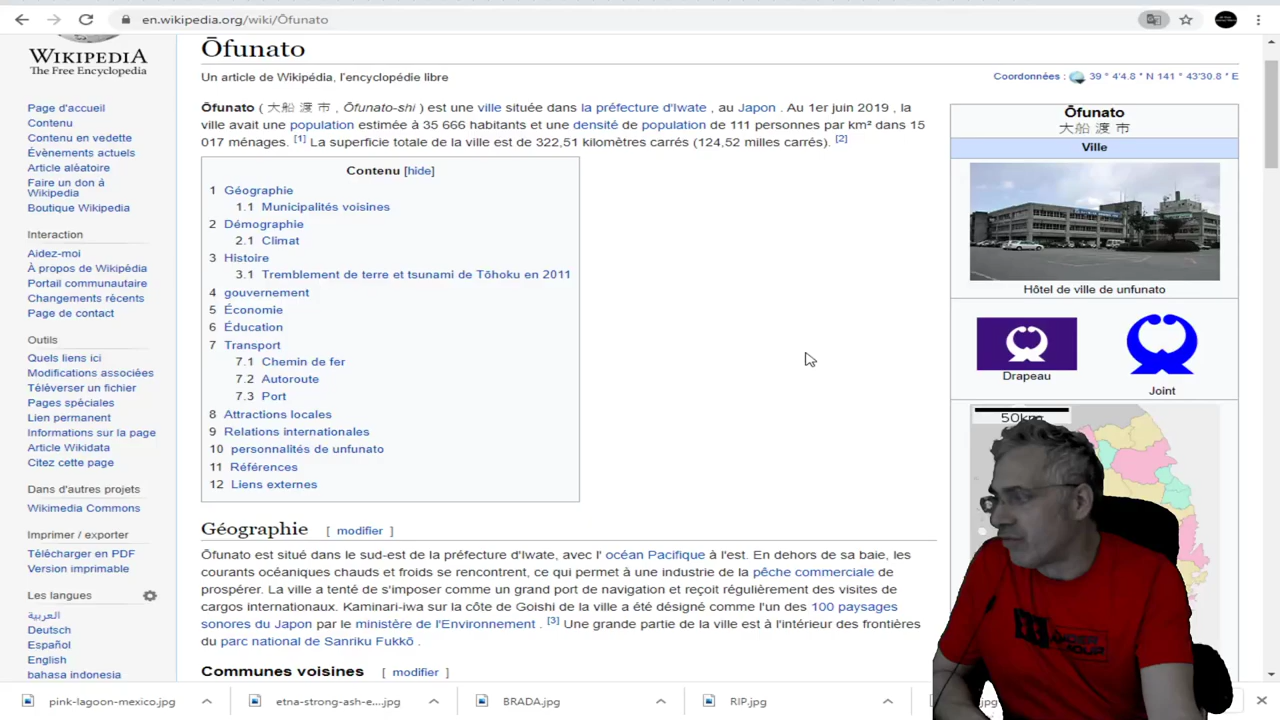 en.wikipedia.org/wiki/Ōfunato
WIKIPEDIA
The Free Encyclopedia
Page d'accueil
Contenu
Contenu en vedette
Évènements actuels
Article aléatoire
Faire un don à
Wikipedia
Boutique Wikipedia
Interaction
Aidez-moi
À propos de Wikipédia
Portail communautaire
Changements récents
Page de contact
Outils
Quels liens ici
Modifications associées
Téléverser un fichier
Pages spéciales
Lien permanent
Informations sur la page
Article Wikidata
Citez cette page
Dans d'autres projets
Wikimedia Commons
Imprimer / exporter
Télécharger en PDF
Version imprimable
Les langues
العربية
Deutsch
Español
English
bahasa indonesia
Ōfunato
Un article de Wikipédia, l'encyclopédie libre
Coordonnées : 39 ° 4'4.8 " N 141 ° 43'30.8 " E
Ōfunato ( 大船 渡 市 , Ōfunato-shi ) est une ville située dans la préfecture d'Iwate , au Japon . Au 1er juin 2019 , la
ville avait une population estimée à 35 666 habitants et une densité de population de 111 personnes par km² dans 15
017 ménages. [1] La superficie totale de la ville est de 322,51 kilomètres carrés (124,52 milles carrés). [2]
Contenu [hide]
1 Géographie
1.1 Municipalités voisines
2 Démographie
2.1 Climat
3 Histoire
3.1 Tremblement de terre et tsunami de Tōhoku en 2011
4 gouvernement
5 Économie
6 Éducation
7 Transport
7.1 Chemin de fer
7.2 Autoroute
7.3 Port
8 Attractions locales
9 Relations internationales
10 personnalités de unfunato
11 Références
12 Liens externes
Géographie [ modifier ]
Ōfunato est situé dans le sud-est de la préfecture d'Iwate, avec l' océan Pacifique à l'est. En dehors de sa baie, les
courants océaniques chauds et froids se rencontrent, ce qui permet à une industrie de la pêche commerciale de
prospérer. La ville a tenté de s'imposer comme un grand port de navigation et reçoit régulièrement des visites de
cargos internationaux. Kaminari-iwa sur la côte de Goishi de la ville a été désigné comme l'un des 100 paysages
sonores du Japon par le ministère de l'Environnement . [3] Une grande partie de la ville est à l'intérieur des frontières
du parc national de Sanriku Fukkō .
Communes voisines [ modifier ]
Ōfunato
大船 渡 市
Ville
Hôtel de ville de unfunato
Drapeau
Joint
50km
pink-lagoon-mexico.jpg
etna-strong-ash-e....jpg
BRADA.jpg
RIP.jpg